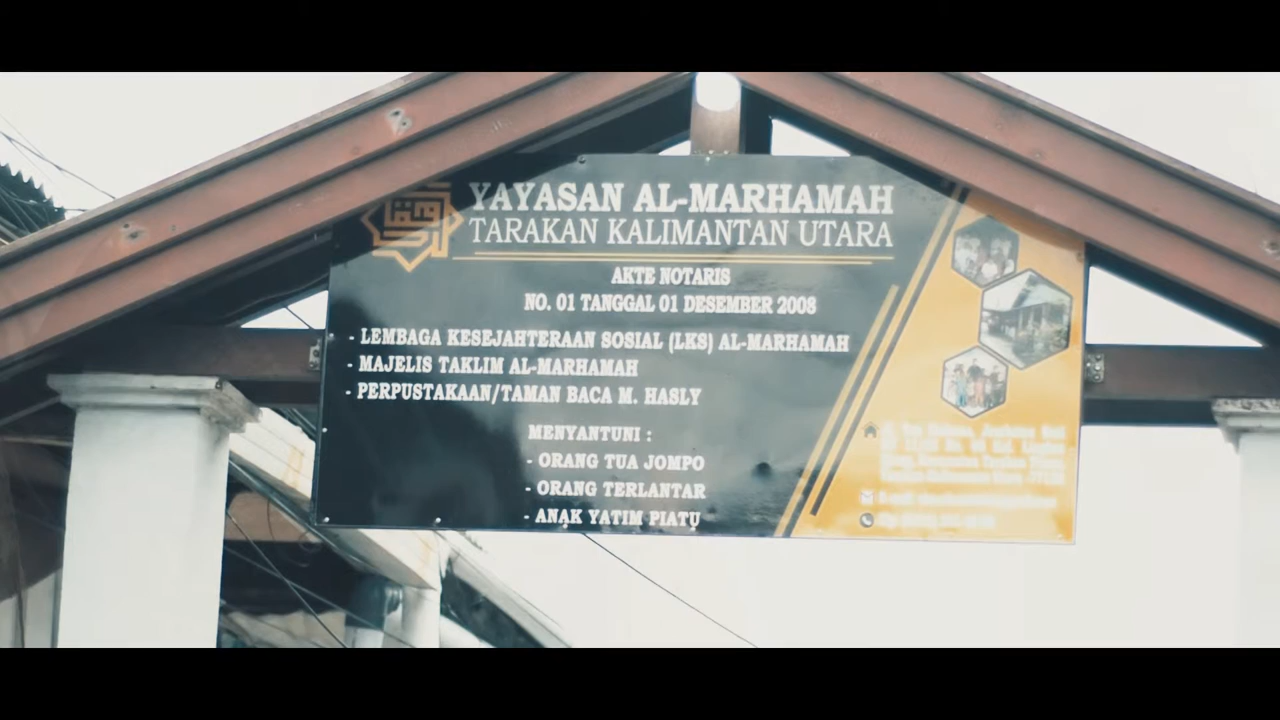 YAYASAN AL-MARHAMAH
TARAKAN KALIMANTAN UTARA
AKTE NOTARIS
NO. 01 TANGGAL 01 DESEMBER 2008
- LEMBAGA KESEJAHTERAAN SOSIAL (LKS) AL-MARHAMAH
- MAJELIS TAKLIM AL-MARHAMAH
- PERPUSTAKAAN/TAMAN BACA M. HASLY
MENYANTUNI :
- ORANG TUA JOMPO
- ORANG TERLANTAR
- ANAK YATIM PIATU